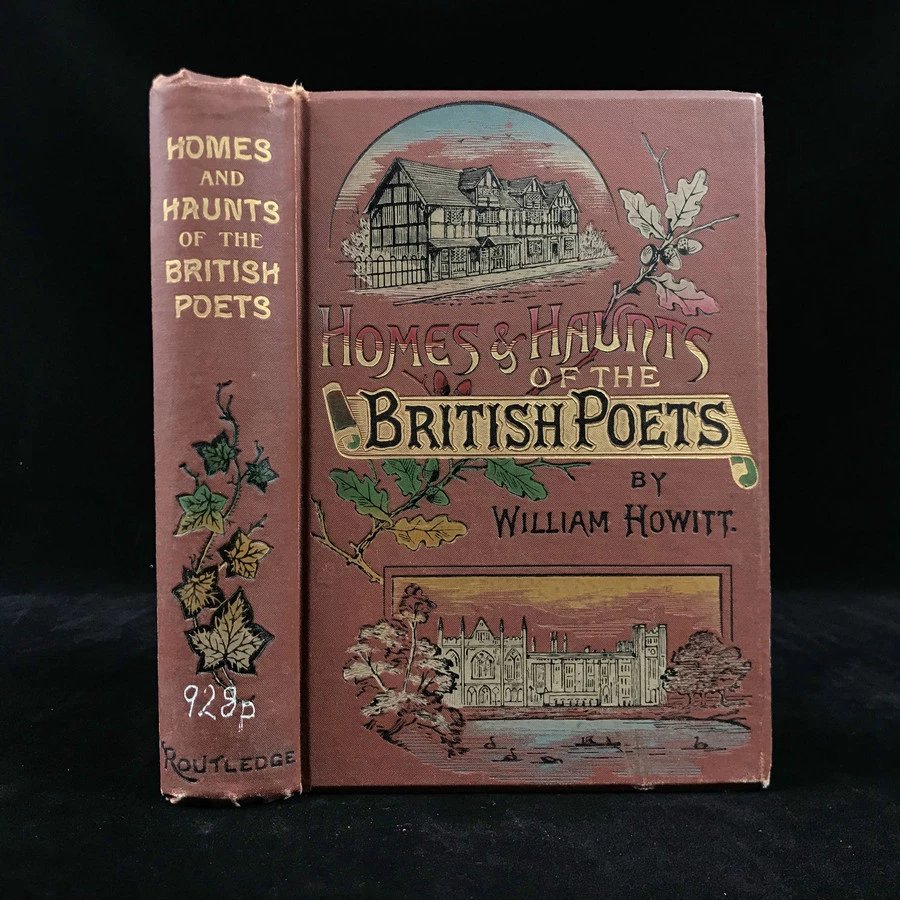 HOMES
AND
HAUNTS
OF THE
BRITISH
POETS
928p
ROUTLEDGE
HOMES & HAUNTS
OF THE
BRITISH POETS
BY
WILLIAM HOWITT.